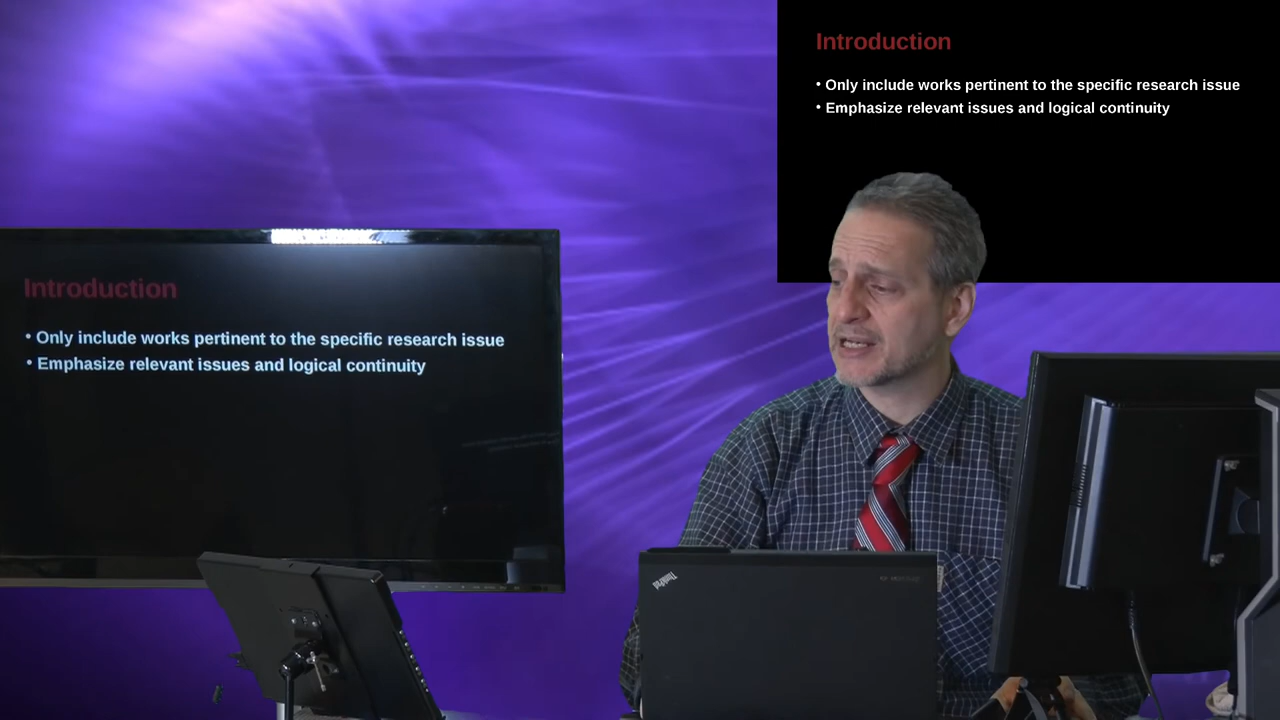 Introduction
• Only include works pertinent to the specific research issue
• Emphasize relevant issues and logical continuity
Introduction
• Only include works pertinent to the specific research issue
• Emphasize relevant issues and logical continuity
ThinkPad